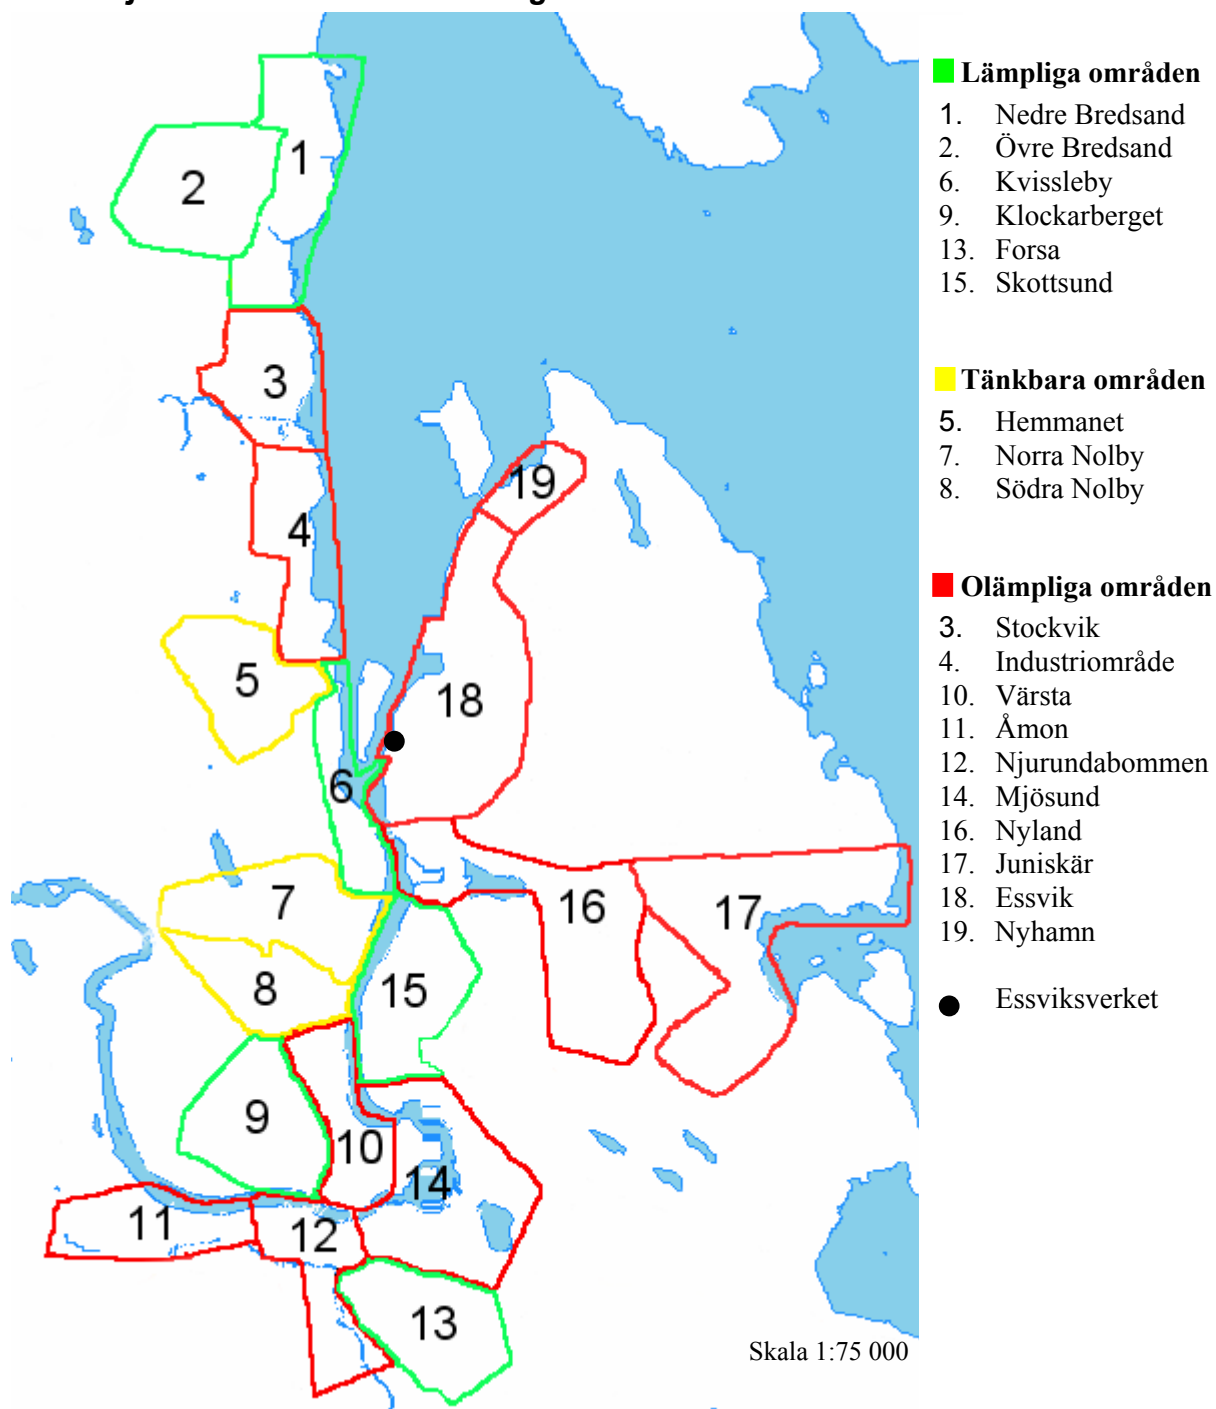 Lämpliga områden
1. Nedre Bredsand
2. Övre Bredsand
6. Kvissleby
9. Klockarberget
13. Forsa
15. Skottsund
Tänkbara områden
5. Hemmanet
7. Norra Nolby
8. Södra Nolby
Olämpliga områden
3. Stockvik
4. Industriområde
10. Värsta
11. Åmon
12. Njurundabommen
14. Mjösund
16. Nyland
17. Juniskär
18. Essvik
19. Nyhamn
Essviksverket
1
2
3
19
4
5
18
6
7
16
17
8
15
9
10
14
11
12
13
Skala 1:75 000